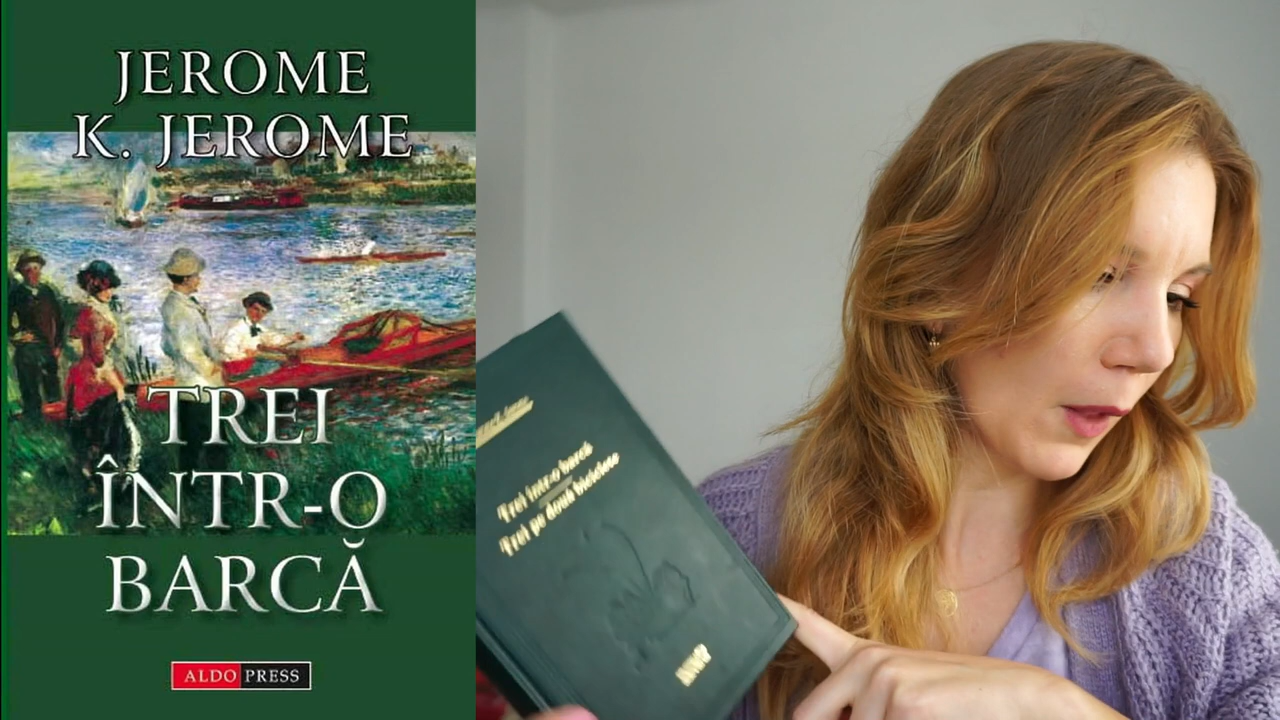 JEROME
K. JEROME
TREI
ÎNTR-O
BARCĂ
ALDO PRESS
Trei într-o barcă
Trei pe două biciclete